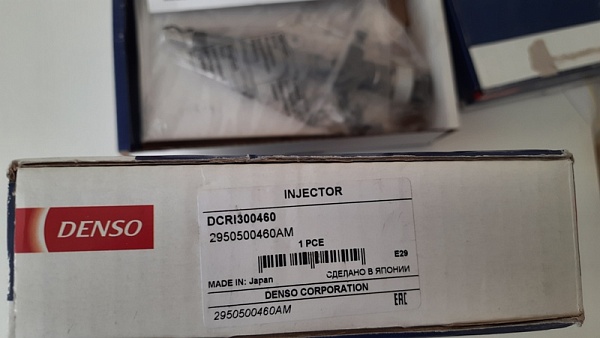 INJECTOR
DENSO
DCRI300460
2950500460AM
1 PCE
E29
MADE IN: Japan
СДЕЛАНО В ЯПОНИИ
DENSO CORPORATION
2950500460AM
EAC